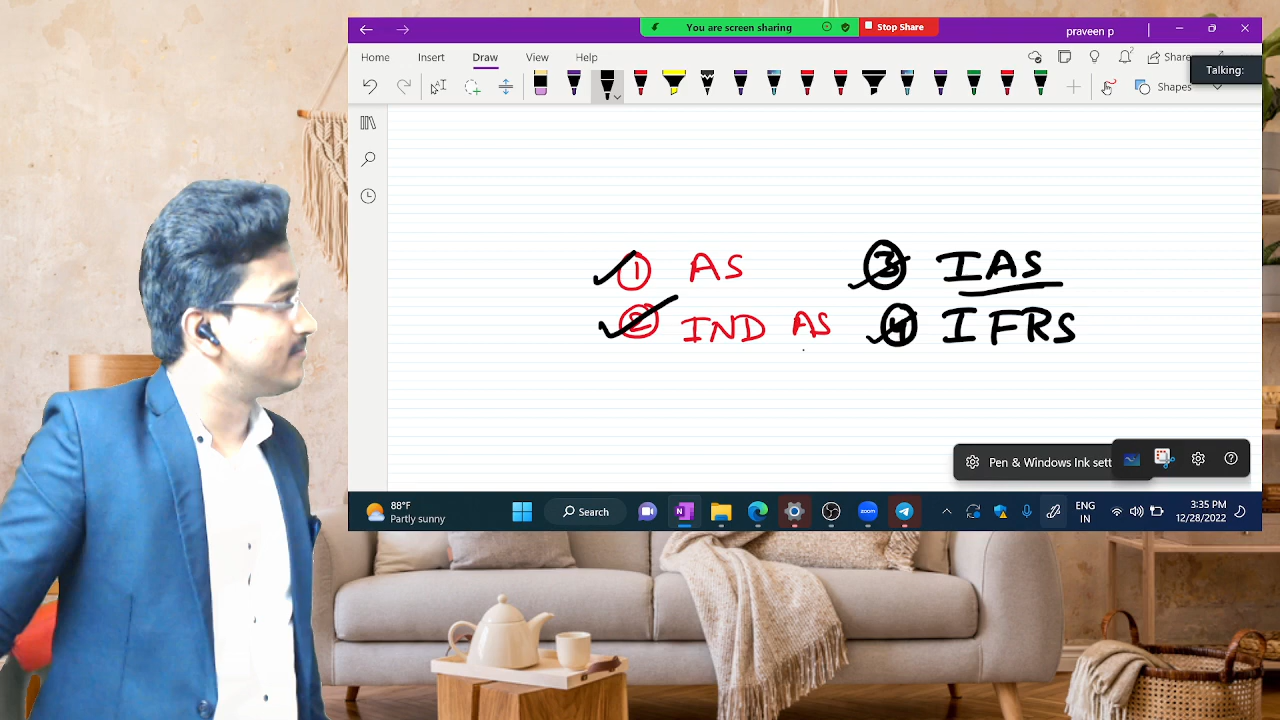 You are screen sharing
Stop Share
praveen p
Home Insert Draw View Help
Share
Talking:
Shapes
① AS
② IND AS
③ IAS
④ IFRS
Pen & Windows Ink sett
88°F
Partly sunny
Search
zoom
ENG
IN
3:35 PM
12/28/2022